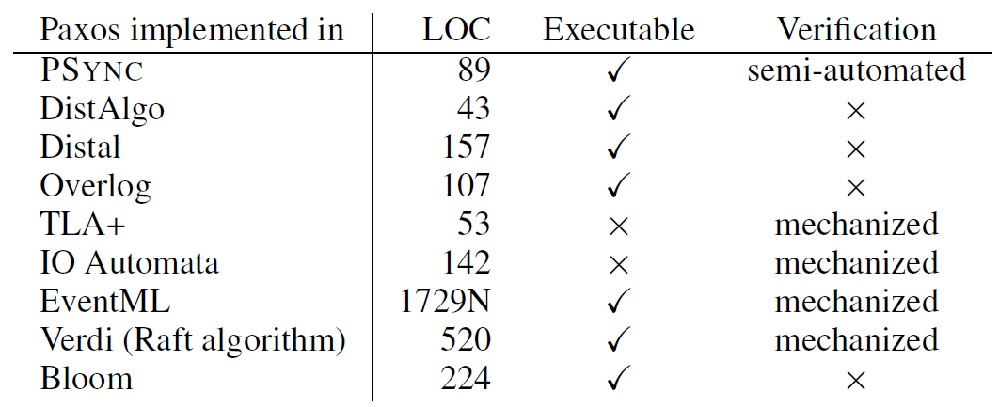 Paxos implemented in LOC Executable Verification
PSYNC 89 ✓ semi-automated
DistAlgo 43 ✓ ×
Distal 157 ✓ ×
Overlog 107 ✓ ×
TLA+ 53 × mechanized
IO Automata 142 × mechanized
EventML 1729N ✓ mechanized
Verdi (Raft algorithm) 520 ✓ mechanized
Bloom 224 ✓ ×